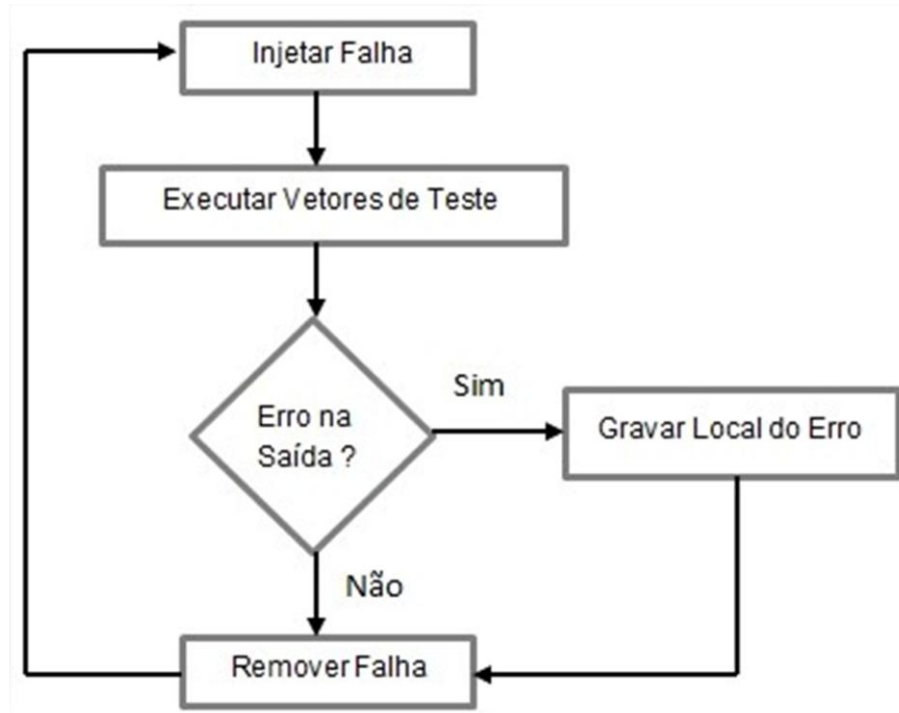 Injetar Falha
Executar Vetores de Teste
Erro na
Saída ?
Sim
Gravar Local do Erro
Não
Remover Falha